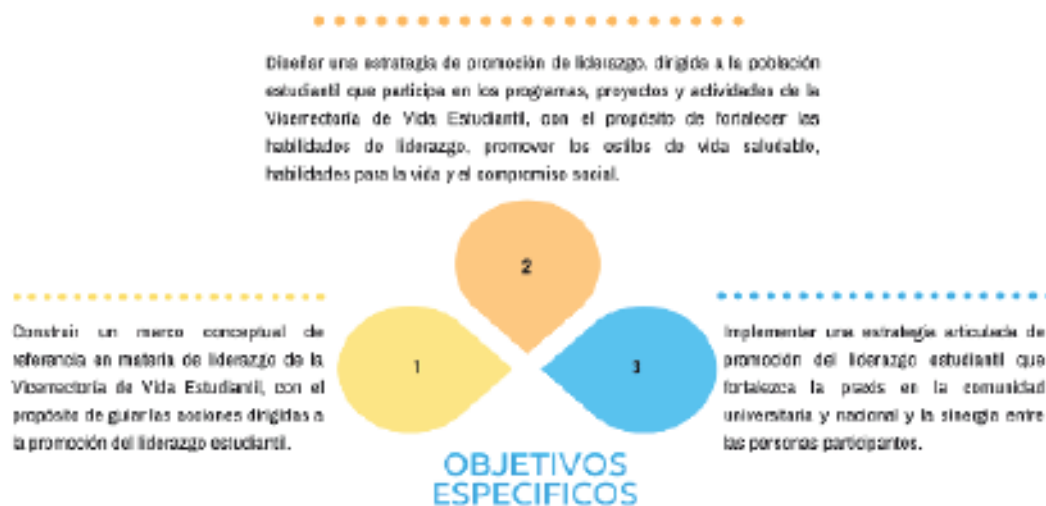 Diseñar una estrategia de promoción de liderazgo, dirigida a la población
estudiantil que participa en los programas, proyectos y actividades de la
Vicerrectoría de Vida Estudiantil, con el propósito de fortalecer las
habilidades de liderazgo, promover los estilos de vida saludable,
habilidades para la vida y el compromiso social.
2
Construir un marco conceptual de
referencia en materia de liderazgo de la
Vicerrectoría de Vida Estudiantil, con el
propósito de guiar las acciones dirigidas a
la promoción del liderazgo estudiantil.
1
3
Implementar una estrategia articulada de
promoción del liderazgo estudiantil que
fortalezca la praxis en la comunidad
universitaria y nacional y la sinergia entre
las personas participantes.
OBJETIVOS
ESPECIFICOS